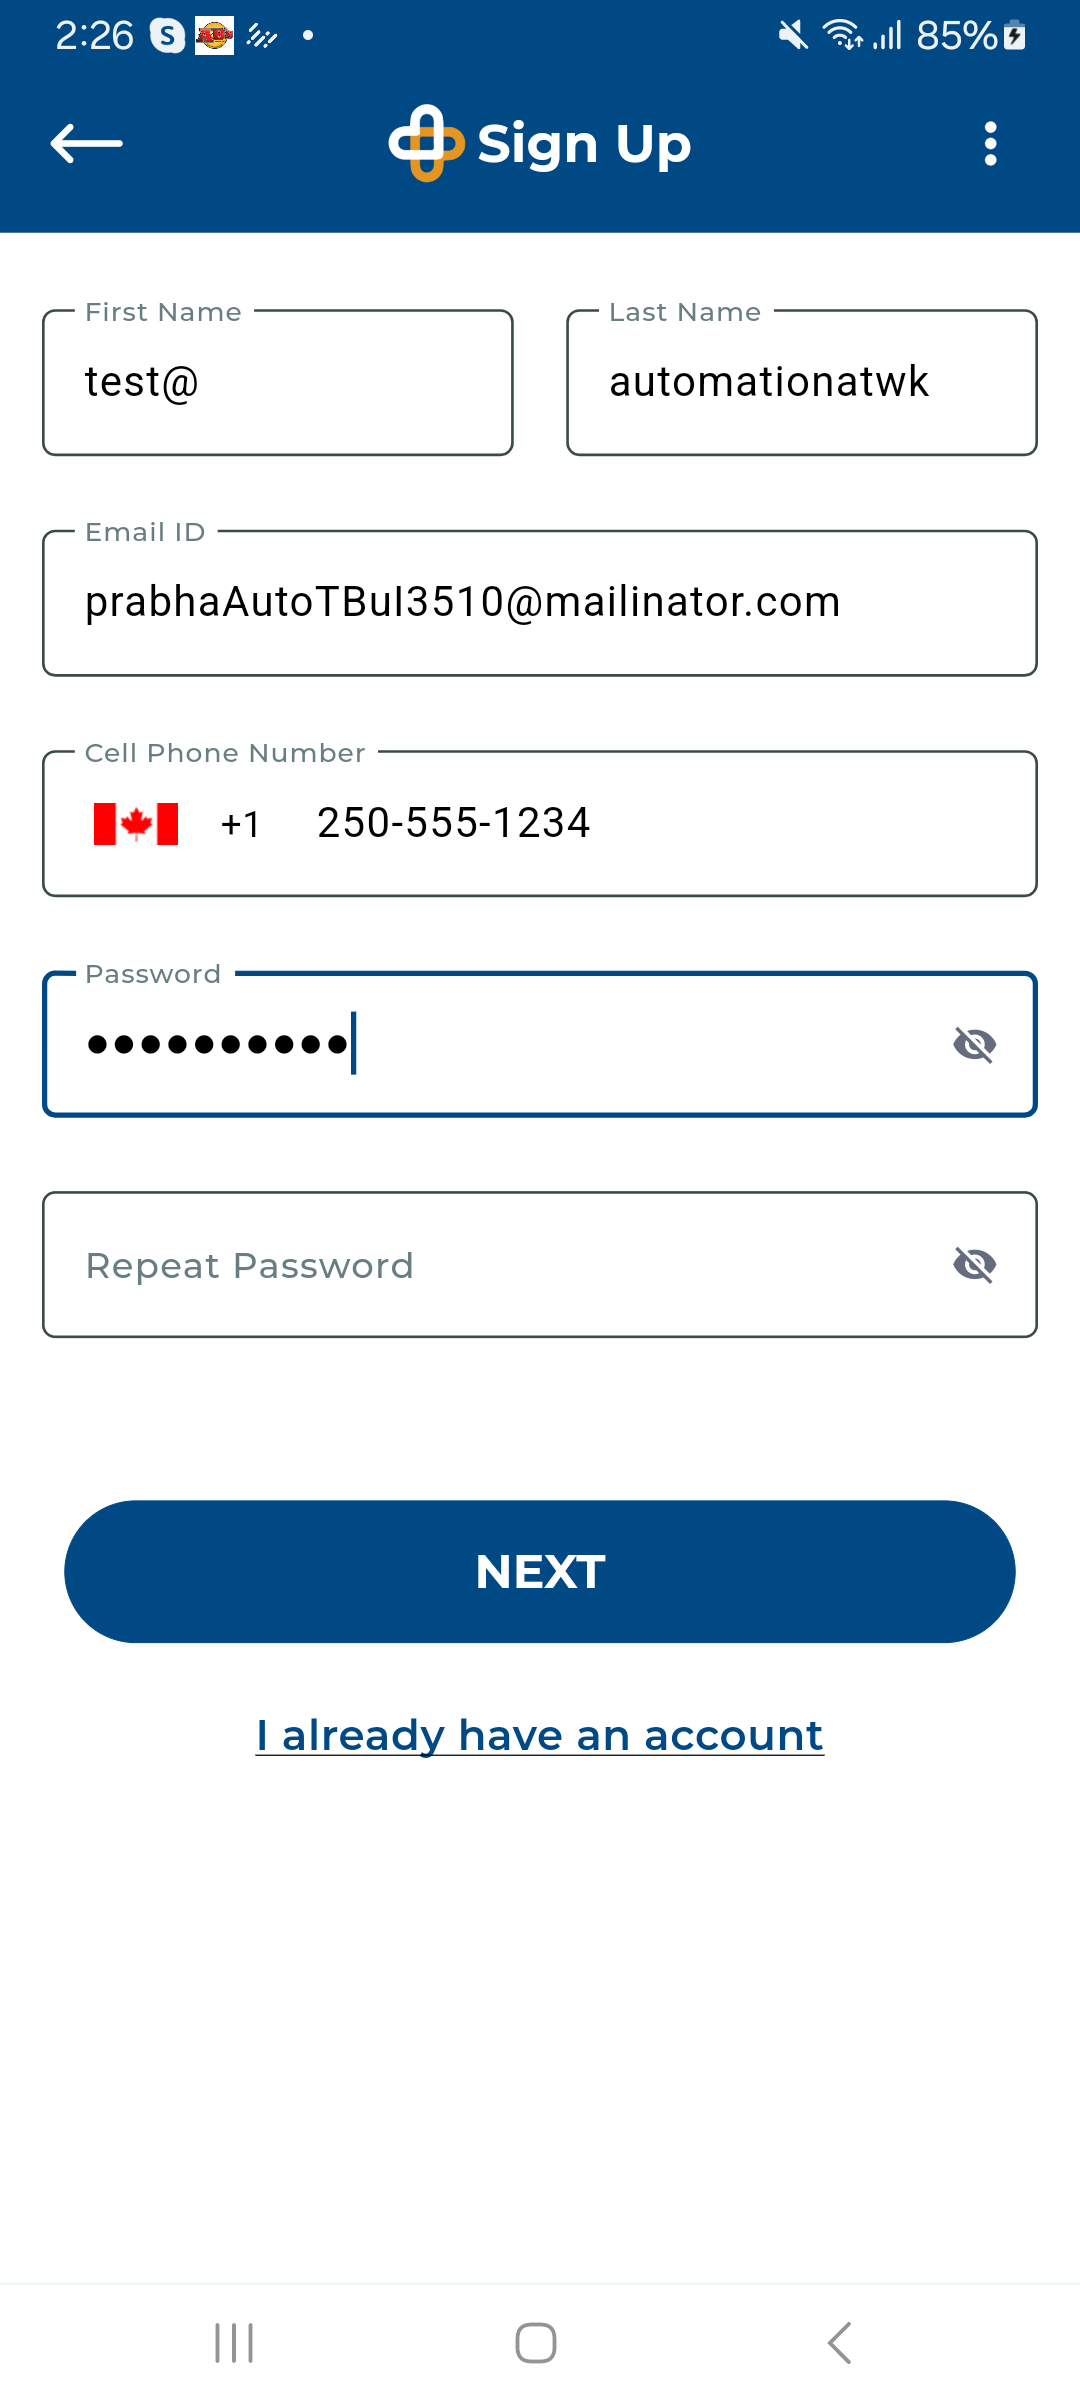 2:26 S 85%
Sign Up
First Name Last Name
test@ automationatwk
Email ID
prabhaAutoTBuI3510@mailinator.com
Cell Phone Number
+1 250-555-1234
Password
Repeat Password
NEXT
I already have an account